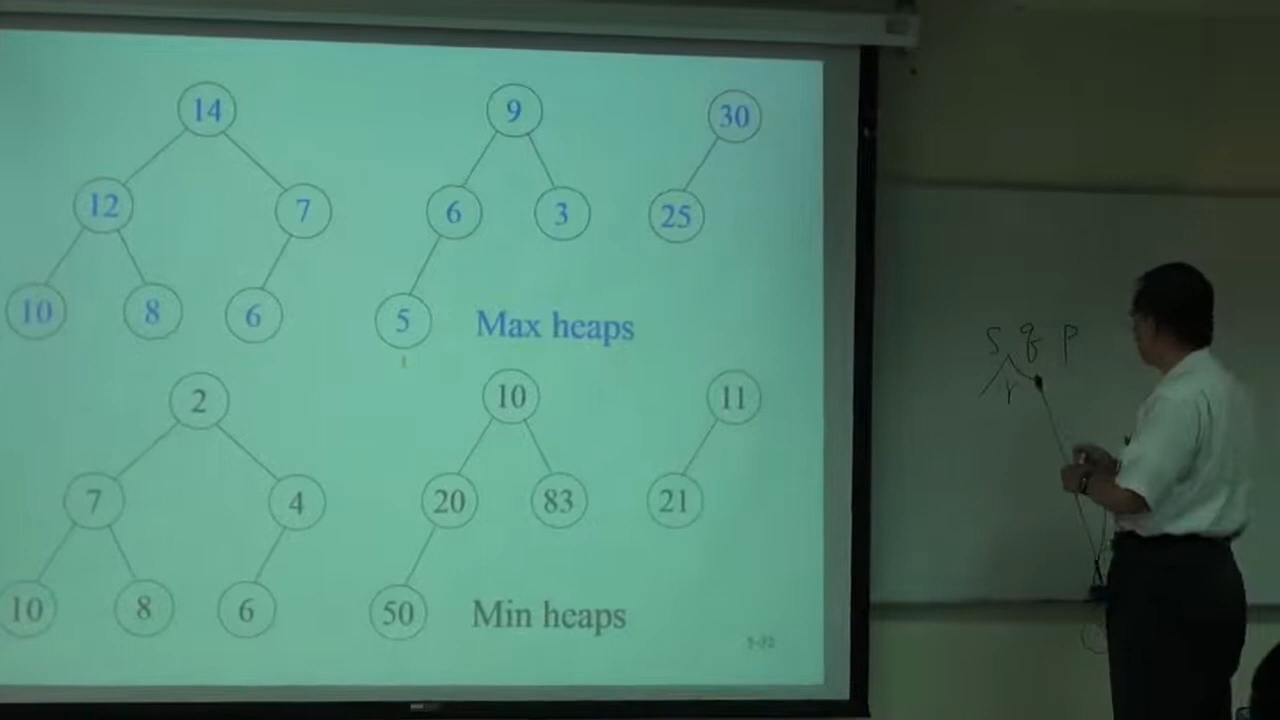 14 9 30
12 7 6 3 25
10 8 6 5 Max heaps
2 10 11
7 4 20 83 21
10 8 6 50 Min heaps
S q p
r